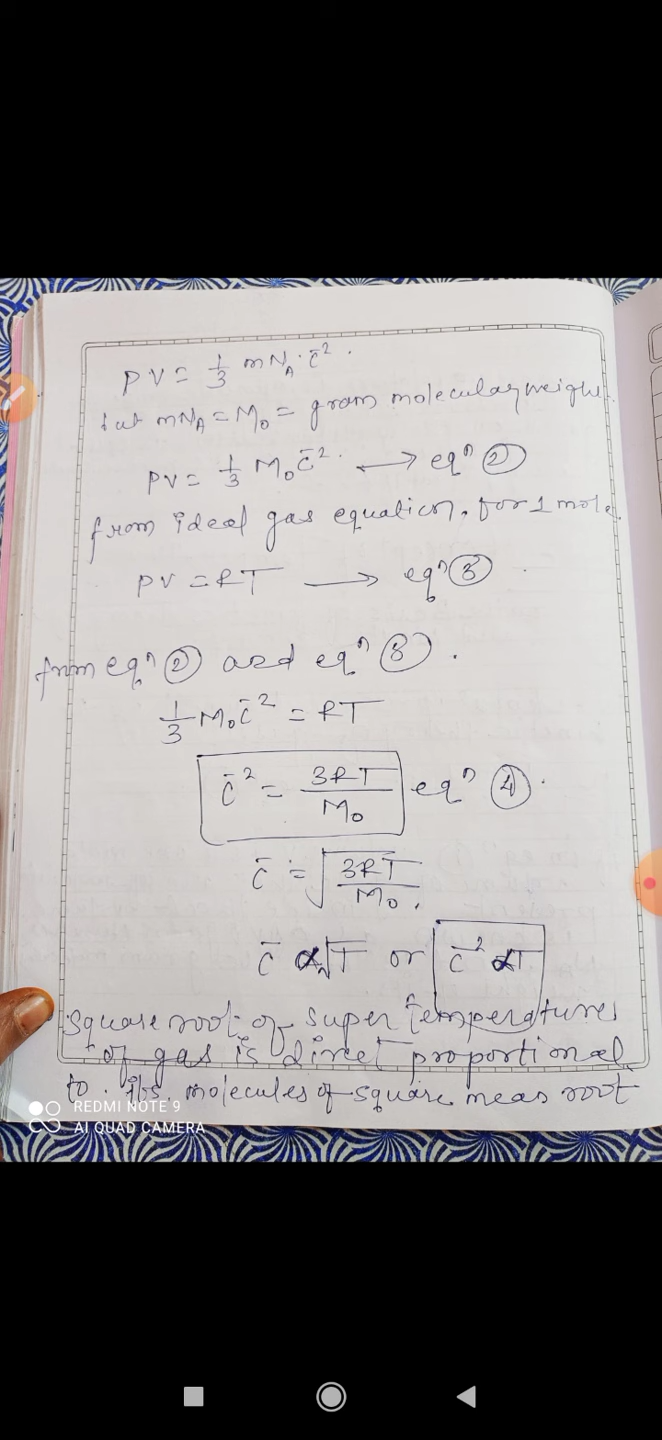 PV = 1/3 mN_A · c̄².
but mN_A = M₀ = gram molecular weight.
PV = 1/3 M₀c̄². → eqⁿ ②
from ideal gas equation, for 1 mole
PV = RT → eqⁿ ③.
from eqⁿ ② and eqⁿ ③.
1/3 M₀c̄² = RT
c̄² = 3RT/M₀ eqⁿ ④.
c̄ = √(3RT/M₀).
c̄ ∝ √T or c̄² ∝ T
Square root of super temperatures
of gas is direct proportional
to its molecules of square mean root
REDMI NOTE 9
AI QUAD CAMERA